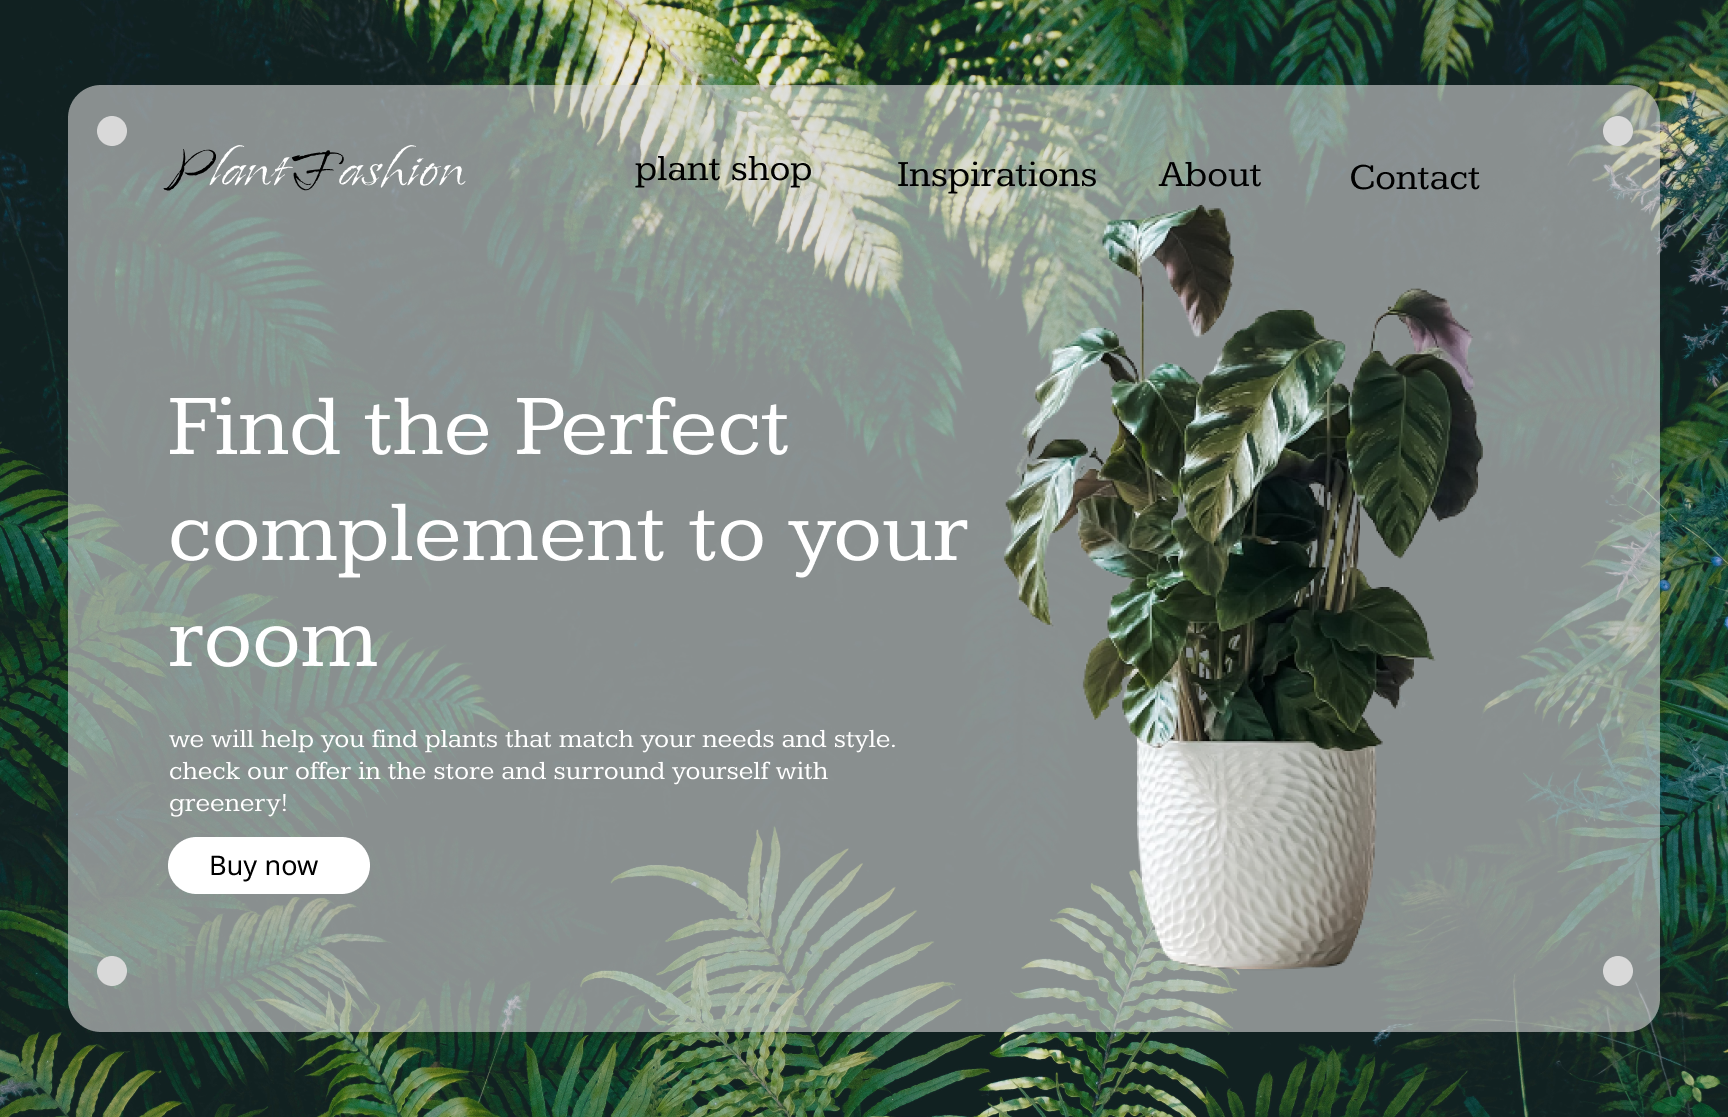 PlantFashion
plant shop
Inspirations
About
Contact
Find the Perfect
complement to your
room
we will help you find plants that match your needs and style.
check our offer in the store and surround yourself with
greenery!
Buy now